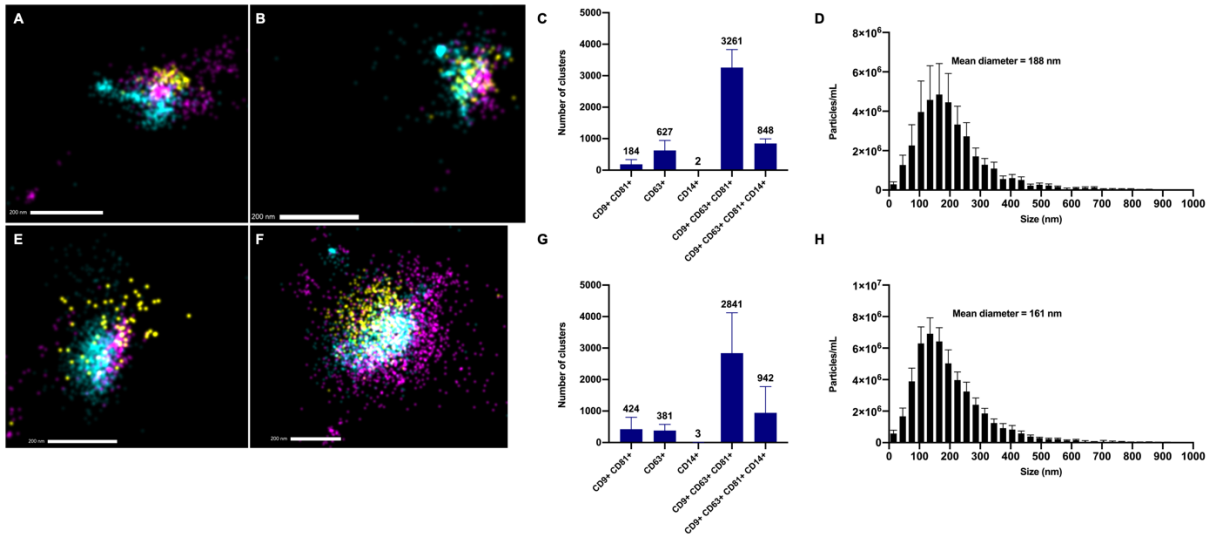 A
B
C
D
200 nm
200 nm
5000
4000
3000
2000
1000
0
Number of clusters
184
627
2
3261
848
CD9+ CD81+
CD63+
CD14+
CD9+ CD63+ CD81+
CD9+ CD63+ CD81+ CD14+
8×10⁶
6×10⁶
4×10⁶
2×10⁶
0
Particles/mL
Mean diameter = 188 nm
0 100 200 300 400 500 600 700 800 900 1000
Size (nm)
E
F
G
H
200 nm
200 nm
5000
4000
3000
2000
1000
0
Number of clusters
424
381
3
2841
942
CD9+ CD81+
CD63+
CD14+
CD9+ CD63+ CD81+
CD9+ CD63+ CD81+ CD14+
1×10⁷
8×10⁶
6×10⁶
4×10⁶
2×10⁶
0
Particles/mL
Mean diameter = 161 nm
0 100 200 300 400 500 600 700 800 900 1000
Size (nm)